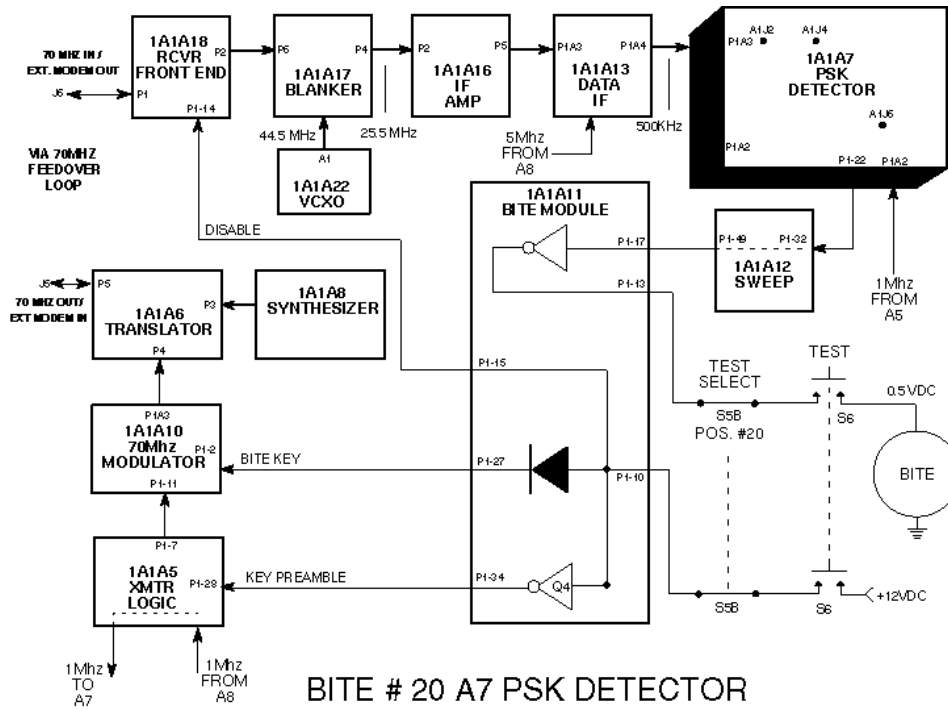 70 MHZ IN /
EXT. MODEM OUT
J5
P1
1A1A18
RCVR
FRONT END
P2
P1-14
P6
P4
1A1A17
BLANKER
44.5 MHZ
25.5 MHZ
A1
1A1A22
VCXO
P2
P5
1A1A16
IF
AMP
P1A3
P1A4
1A1A13
DATA
IF
5Mhz
FROM
A8
500KHz
P1A3
A1J2
A1J4
1A1A7
PSK
DETECTOR
A1J6
P1A2
P1-22
P1A2
VIA 70MHZ
FEEDOVER
LOOP
DISABLE
1A1A11
BITE MODULE
P1-17
P1-13
P1-49
P1-32
1A1A12
SWEEP
1Mhz
FROM
A5
J5
70 MHZ OUT/
EXT MODEM IN
P5
P3
1A1A6
TRANSLATOR
P4
1A1A8
SYNTHESIZER
P1-15
TEST
SELECT
S5B
POS. #20
TEST
S6
0.5 VDC
BITE
P1A3
1A1A10
70Mhz
MODULATOR
P1-2
P1-11
BITE KEY
P1-27
P1-10
P1-7
1A1A5
XMTR
LOGIC
P1-28
KEY PREAMBLE
P1-34
Q4
S5B
S6
+12VDC
1Mhz
TO
A7
1Mhz
FROM
A8
BITE # 20 A7 PSK DETECTOR